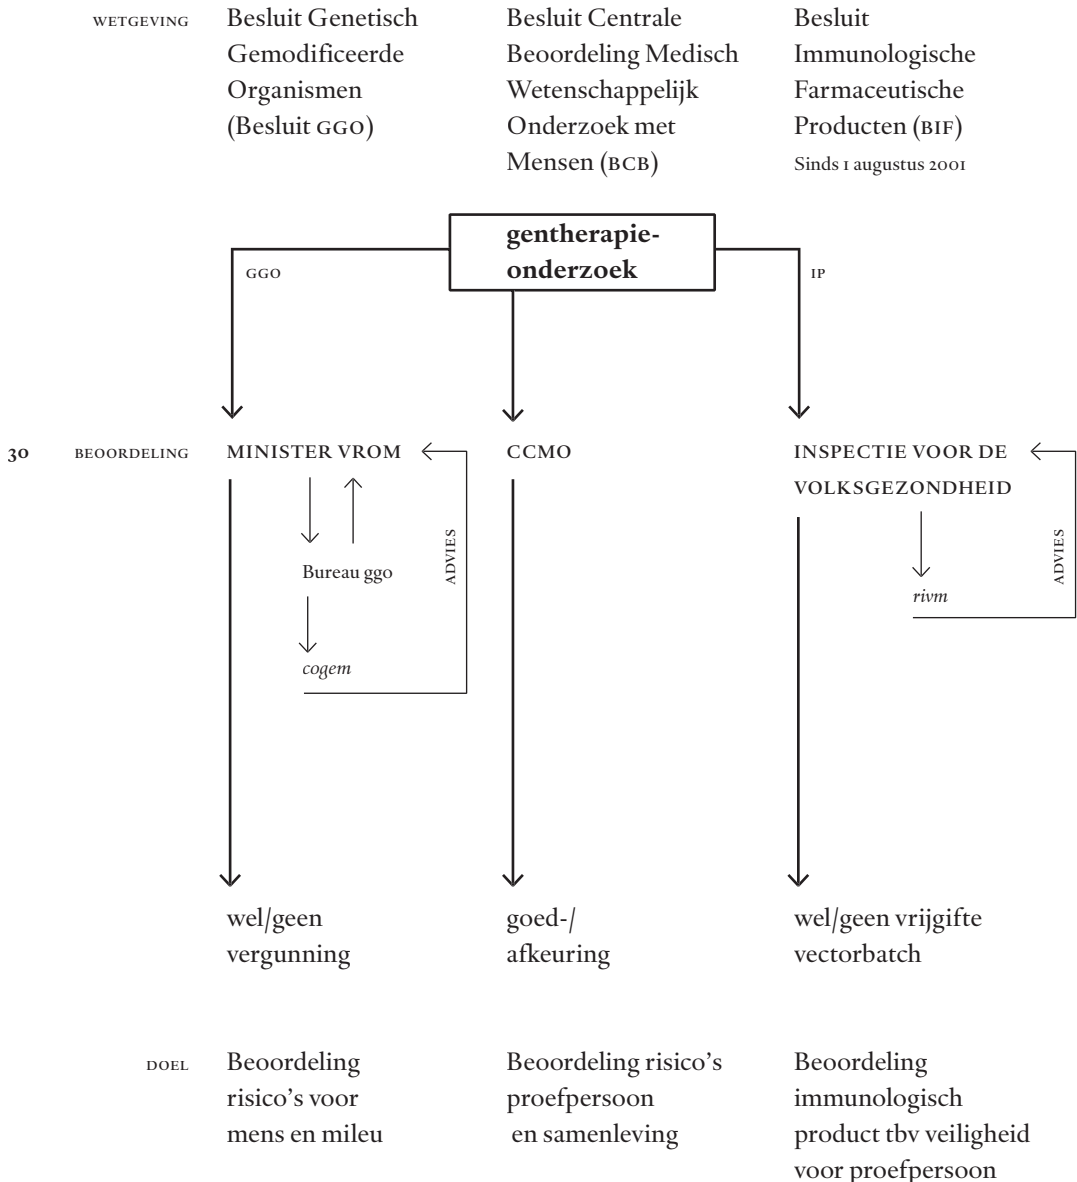 WETGEVING
Besluit Genetisch
Gemodificeerde
Organismen
(Besluit GGO)
Besluit Centrale
Beoordeling Medisch
Wetenschappelijk
Onderzoek met
Mensen (BCB)
Besluit
Immunologische
Farmaceutische
Producten (BIF)
Sinds 1 augustus 2001
gentherapie-
onderzoek
GGO
IP
30
BEOORDELING
MINISTER VROM
Bureau ggo
cogem
ADVIES
CCMO
INSPECTIE VOOR DE
VOLKSGEZONDHEID
rivm
ADVIES
wel/geen
vergunning
goed-/
afkeuring
wel/geen vrijgifte
vectorbatch
DOEL
Beoordeling
risico's voor
mens en mileu
Beoordeling risico's
proefpersoon
en samenleving
Beoordeling
immunologisch
product tbv veiligheid
voor proefpersoon